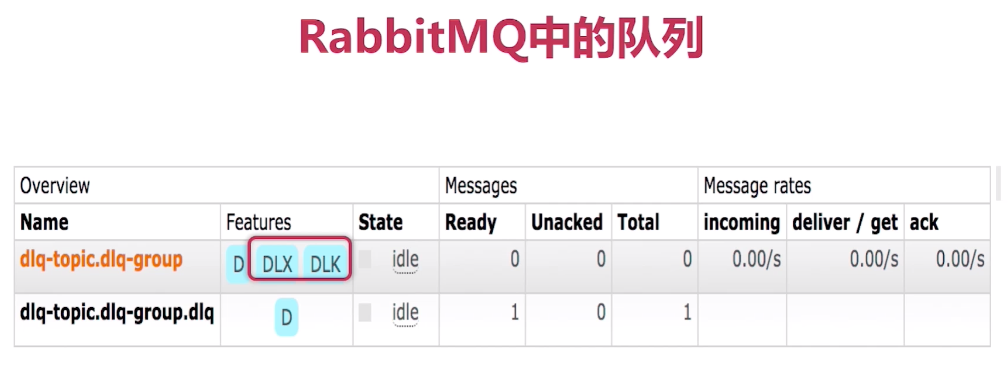 RabbitMQ中的队列
Overview Messages Message rates
Name Features State Ready Unacked Total incoming deliver / get ack
dlq-topic.dlq-group D DLX DLK idle 0 0 0 0.00/s 0.00/s 0.00/s
dlq-topic.dlq-group.dlq D idle 1 0 1